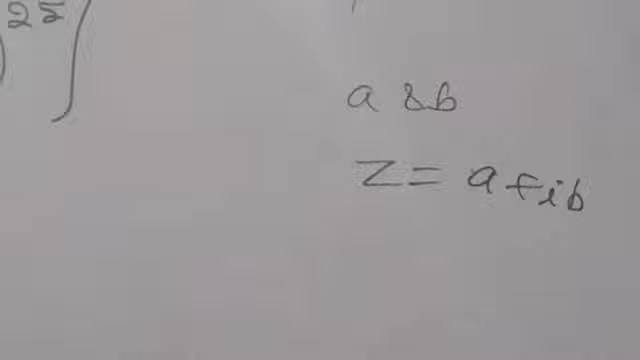 a & b
z = a + ib